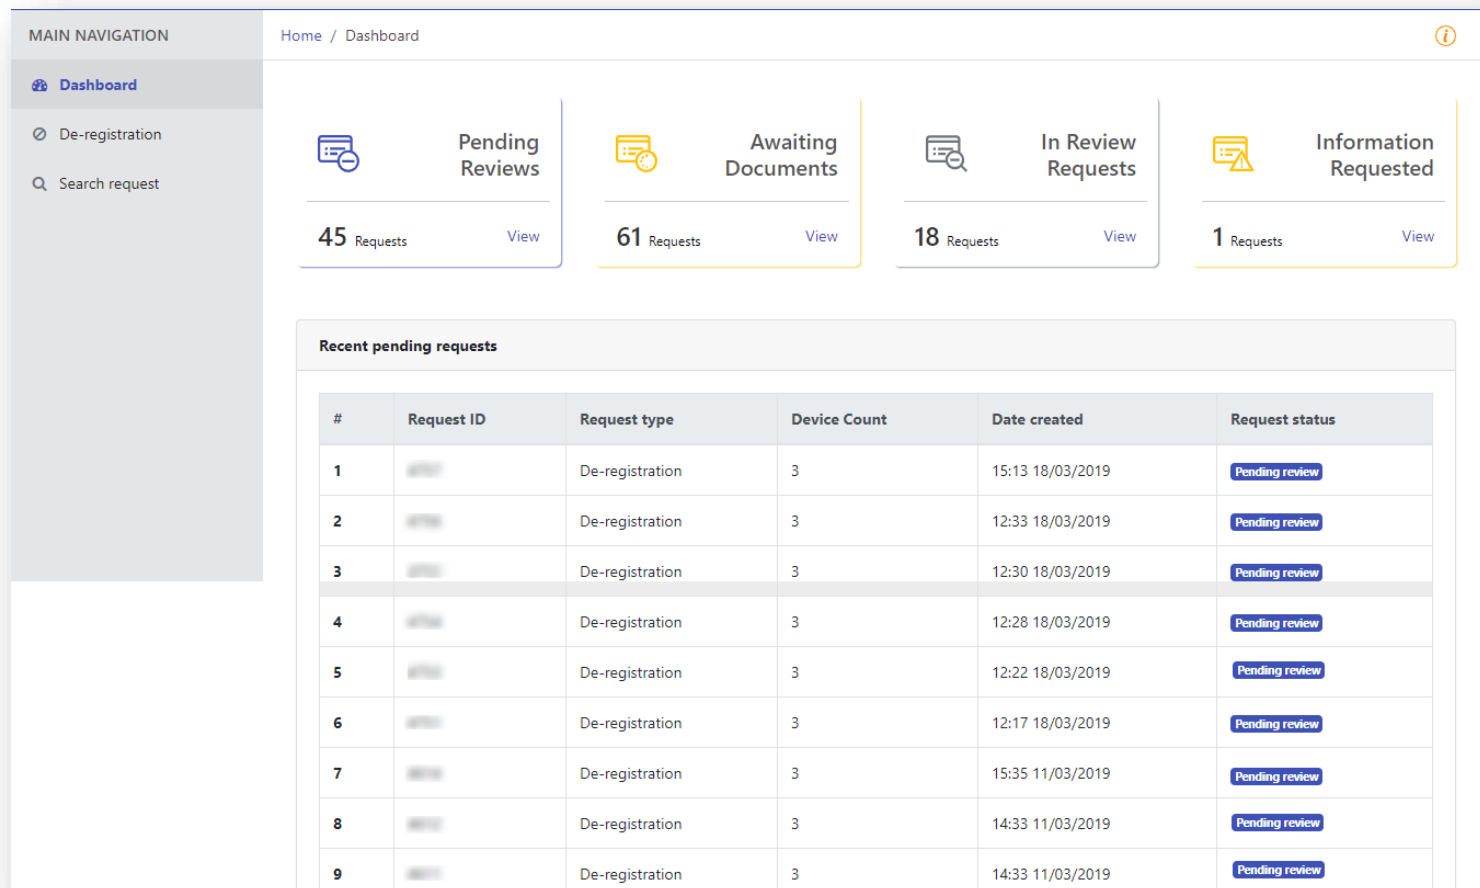 MAIN NAVIGATION
Home / Dashboard
Dashboard
De-registration
Search request
Pending
Reviews
45 Requests View
Awaiting
Documents
61 Requests View
In Review
Requests
18 Requests View
Information
Requested
1 Requests View
Recent pending requests
# Request ID Request type Device Count Date created Request status
1 De-registration 3 15:13 18/03/2019 Pending review
2 De-registration 3 12:33 18/03/2019 Pending review
3 De-registration 3 12:30 18/03/2019 Pending review
4 De-registration 3 12:28 18/03/2019 Pending review
5 De-registration 3 12:22 18/03/2019 Pending review
6 De-registration 3 12:17 18/03/2019 Pending review
7 De-registration 3 15:35 11/03/2019 Pending review
8 De-registration 3 14:33 11/03/2019 Pending review
9 De-registration 3 14:33 11/03/2019 Pending review